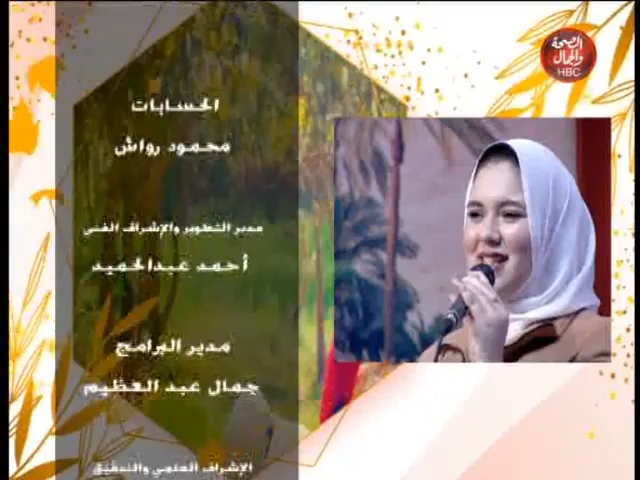 الصحة
والجمال
HBC
الحسابات
محمود رواش
مدير التطوير والإشراف الفني
أحمد عبدالحميد
مدير البرامج
جمال عبد العظيم
الإشراف العلمي والتدقيق